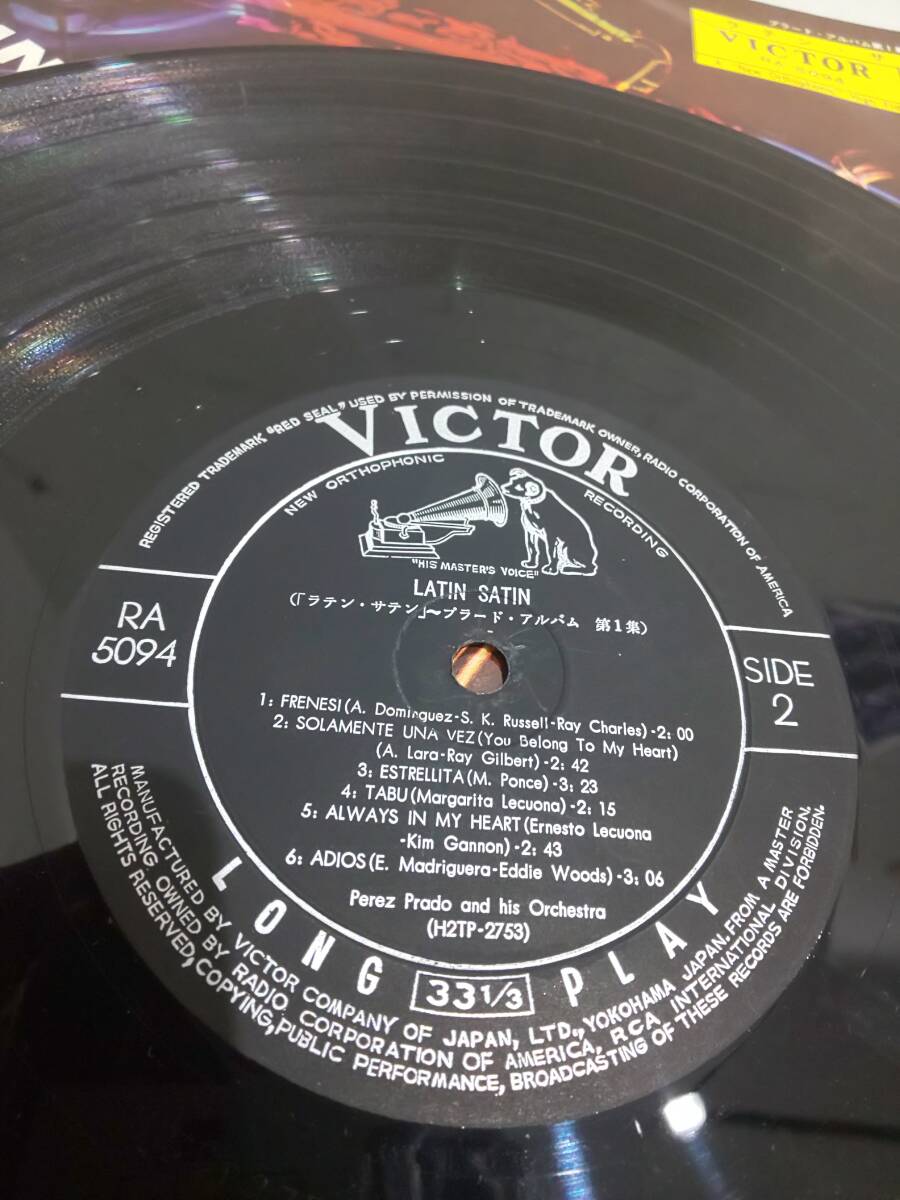 VICTOR
RA 5094
REGISTERED TRADEMARK "RED SEAL" USED BY PERMISSION OF TRADEMARK OWNER, RADIO CORPORATION OF AMERICA
VICTOR
NEW ORTHOPHONIC RECORDING
"HIS MASTER'S VOICE"
LATIN SATIN
(「ラテン・サテン」~プラード・アルバム 第1集)
RA
5094
SIDE
2
1: FRENESI (A. Dominguez-S. K. Russell-Ray Charles)-2: 00
2: SOLAMENTE UNA VEZ (You Belong To My Heart)
(A. Lara-Ray Gilbert)-2: 42
3: ESTRELLITA (M. Ponce)-3: 23
4: TABU (Margarita Lecuona)-2: 15
5: ALWAYS IN MY HEART (Ernesto Lecuona
-Kim Gannon)-2: 43
6: ADIOS (E. Madriguera-Eddie Woods)-3: 06
Perez Prado and his Orchestra
(H2TP-2753)
LONG 33 1/3 PLAY
MANUFACTURED BY VICTOR COMPANY OF JAPAN, LTD., YOKOHAMA JAPAN. FROM A MASTER
RECORDING OWNED BY RADIO CORPORATION OF AMERICA, RCA INTERNATIONAL DIVISION.
ALL RIGHTS RESERVED, COPYING, PUBLIC PERFORMANCE, BROADCASTING OF THESE RECORDS ARE FORBIDDEN.